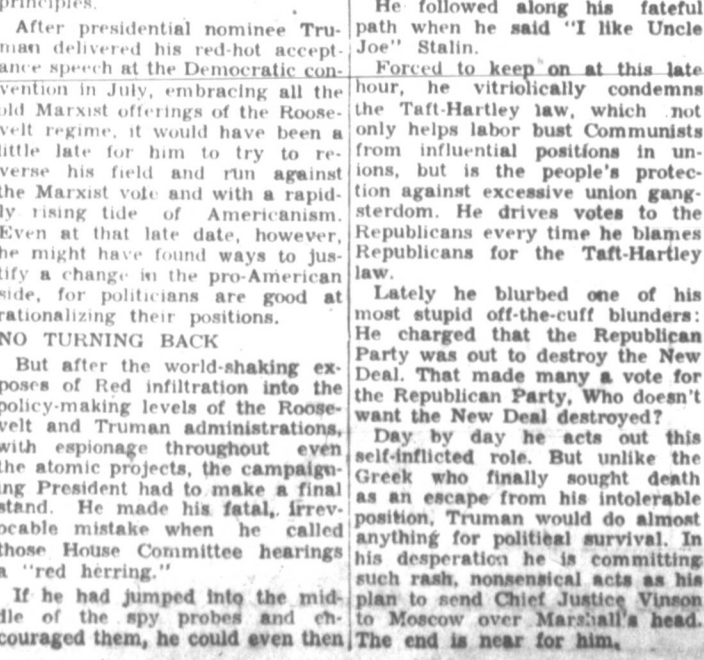 principles.
After presidential nominee Tru-
man delivered his red-hot accept-
ance speech at the Democratic con-
vention in July, embracing all the
old Marxist offerings of the Roose-
velt regime, it would have been a
little late for him to try to re-
verse his field and run against
the Marxist vote and with a rapid-
ly rising tide of Americanism.
Even at that late date, however,
he might have found ways to jus-
tify a change in the pro-American
side, for politicians are good at
rationalizing their positions.
NO TURNING BACK
But after the world-shaking ex-
poses of Red infiltration into the
policy-making levels of the Roose-
velt and Truman administrations,
with espionage throughout even
the atomic projects, the campaign-
ing President had to make a final
stand. He made his fatal, irrev-
ocable mistake when he called
those House Committee hearings
a "red herring."
If he had jumped into the mid-
dle of the spy probes and en-
couraged them, he could even then
He followed along his fateful
path when he said "I like Uncle
Joe" Stalin.
Forced to keep on at this late
hour, he vitriolically condemns
the Taft-Hartley law, which not
only helps labor bust Communists
from influential positions in un-
ions, but is the people's protec-
tion against excessive union gang-
sterdom. He drives votes to the
Republicans every time he blames
Republicans for the Taft-Hartley
law.
Lately he blurbed one of his
most stupid off-the-cuff blunders:
He charged that the Republican
Party was out to destroy the New
Deal. That made many a vote for
the Republican Party, Who doesn't
want the New Deal destroyed?
Day by day he acts out this
self-inflicted role. But unlike the
Greek who finally sought death
as an escape from his intolerable
position, Truman would do almost
anything for political survival. In
his desperation he is committing
such rash, nonsensical acts as his
plan to send Chief Justice Vinson
to Moscow over Marshall's head.
The end is near for him.